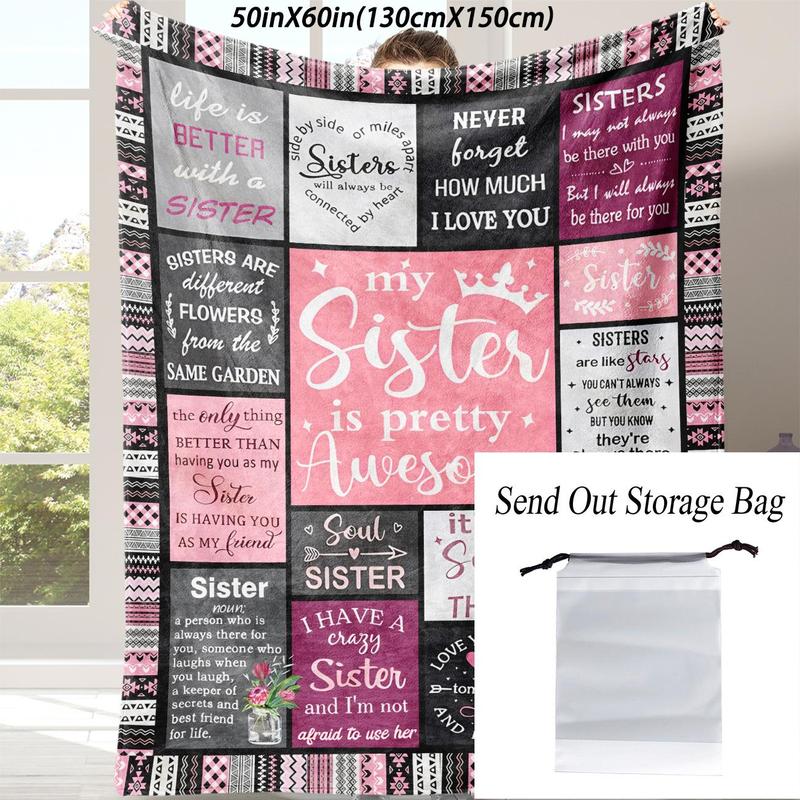 50inX60in(130cmX150cm)
life is
BETTER
with a
SISTER
side by side or miles apart
Sisters
will always be
connected by heart
NEVER
forget
HOW MUCH
I LOVE YOU
SISTERS
I may not always
be there with you
But I will always
be there for you
SISTERS ARE
different
FLOWERS
from the
SAME GARDEN
my
Sister
is pretty
Sister
SISTERS
are like stars
YOU CAN'T ALWAYS
see them
BUT YOU KNOW
they're
the only thing
BETTER THAN
having you as my
Sister
IS HAVING YOU
AS MY friend
Soul
SISTER
Sister
noun;
a person who is
always there for
you, someone who
laughs when
you laugh,
a keeper of
secrets and
best friend
for life.
I HAVE A
crazy
Sister
and I'm not
afraid to use her
LOVE
AND
Send Out Storage Bag